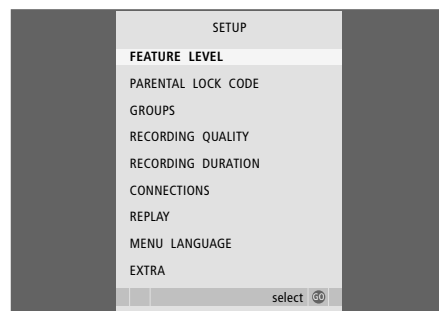 SETUP
FEATURE LEVEL
PARENTAL LOCK CODE
GROUPS
RECORDING QUALITY
RECORDING DURATION
CONNECTIONS
REPLAY
MENU LANGUAGE
EXTRA
select GO